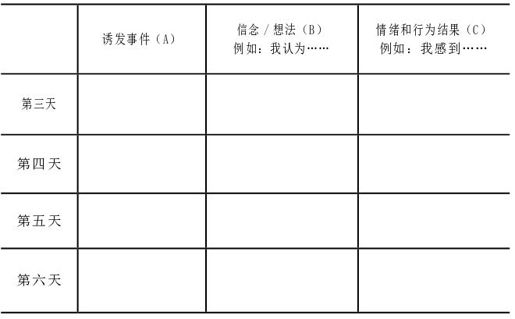 诱发事件（A）
信念/想法（B）
例如：我认为……
情绪和行为结果（C）
例如：我感到……
第三天
第四天
第五天
第六天